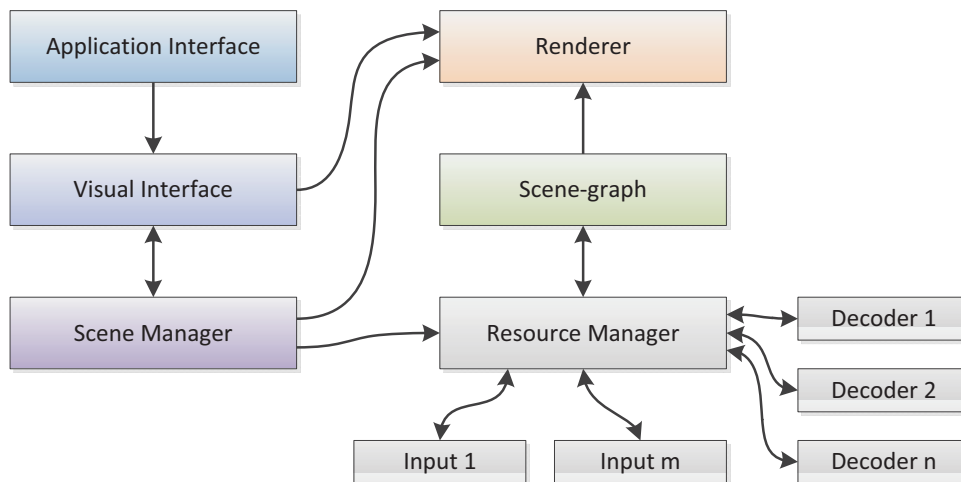 Application Interface
Renderer
Visual Interface
Scene-graph
Scene Manager
Resource Manager
Decoder 1
Decoder 2
Input 1
Input m
Decoder n